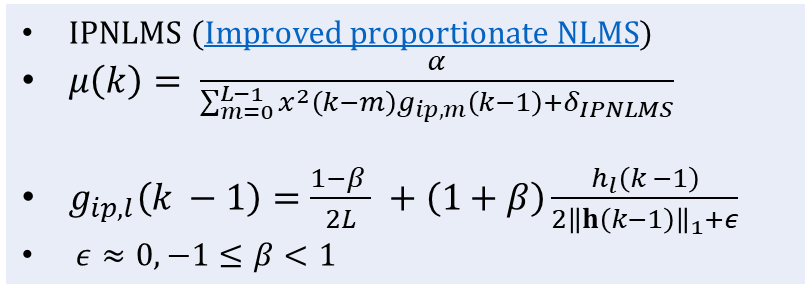 • IPNLMS (Improved proportionate NLMS)
• μ(k) = α / (∑_{m=0}^{L−1} x²(k−m)g_{ip,m}(k−1)+δ_{IPNLMS})
• g_{ip,l}(k − 1) = (1−β)/(2L) + (1 + β) h_l(k −1)/(2‖𝐡(k−1)‖₁+ϵ)
• ϵ ≈ 0, −1 ≤ β < 1